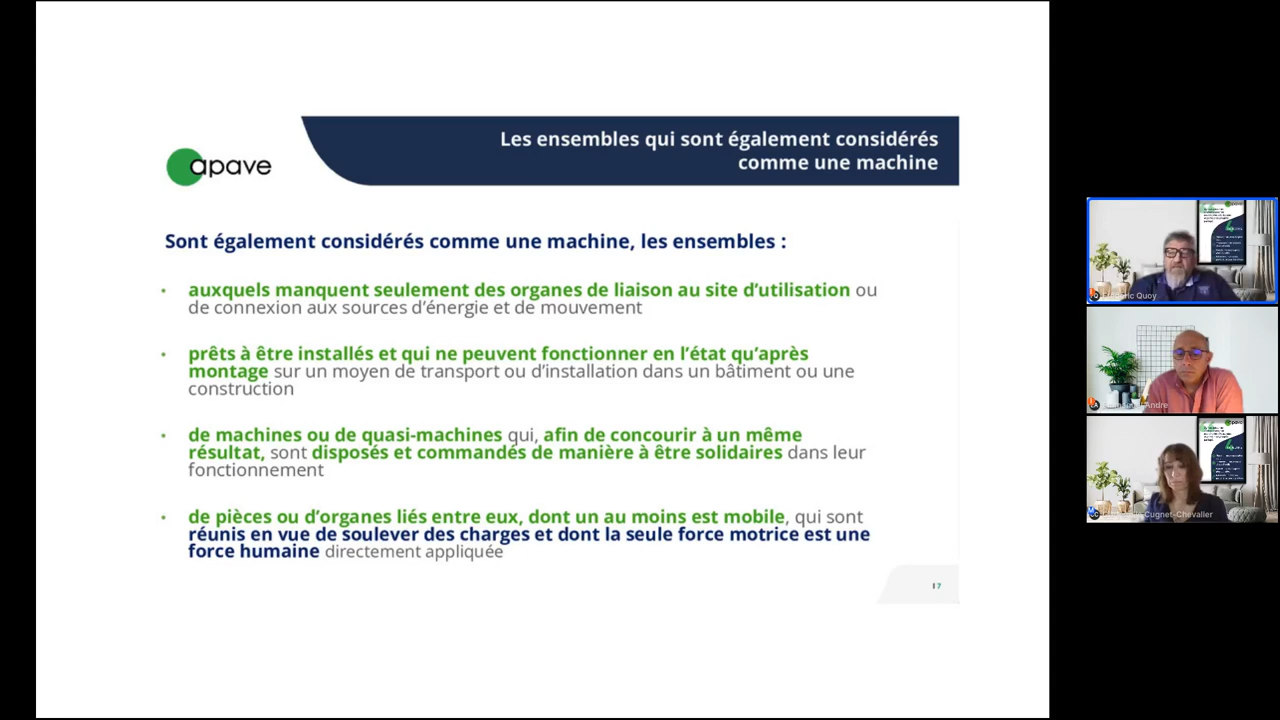 Les ensembles qui sont également considérés
comme une machine
apave
Sont également considérés comme une machine, les ensembles :
• auxquels manquent seulement des organes de liaison au site d’utilisation ou
de connexion aux sources d’énergie et de mouvement
• prêts à être installés et qui ne peuvent fonctionner en l’état qu’après
montage sur un moyen de transport ou d’installation dans un bâtiment ou une
construction
• de machines ou de quasi-machines qui, afin de concourir à un même
résultat, sont disposés et commandés de manière à être solidaires dans leur
fonctionnement
• de pièces ou d’organes liés entre eux, dont un au moins est mobile, qui sont
réunis en vue de soulever des charges et dont la seule force motrice est une
force humaine directement appliquée
I 7
Quoy
Andre
Cugnet-Chevalier